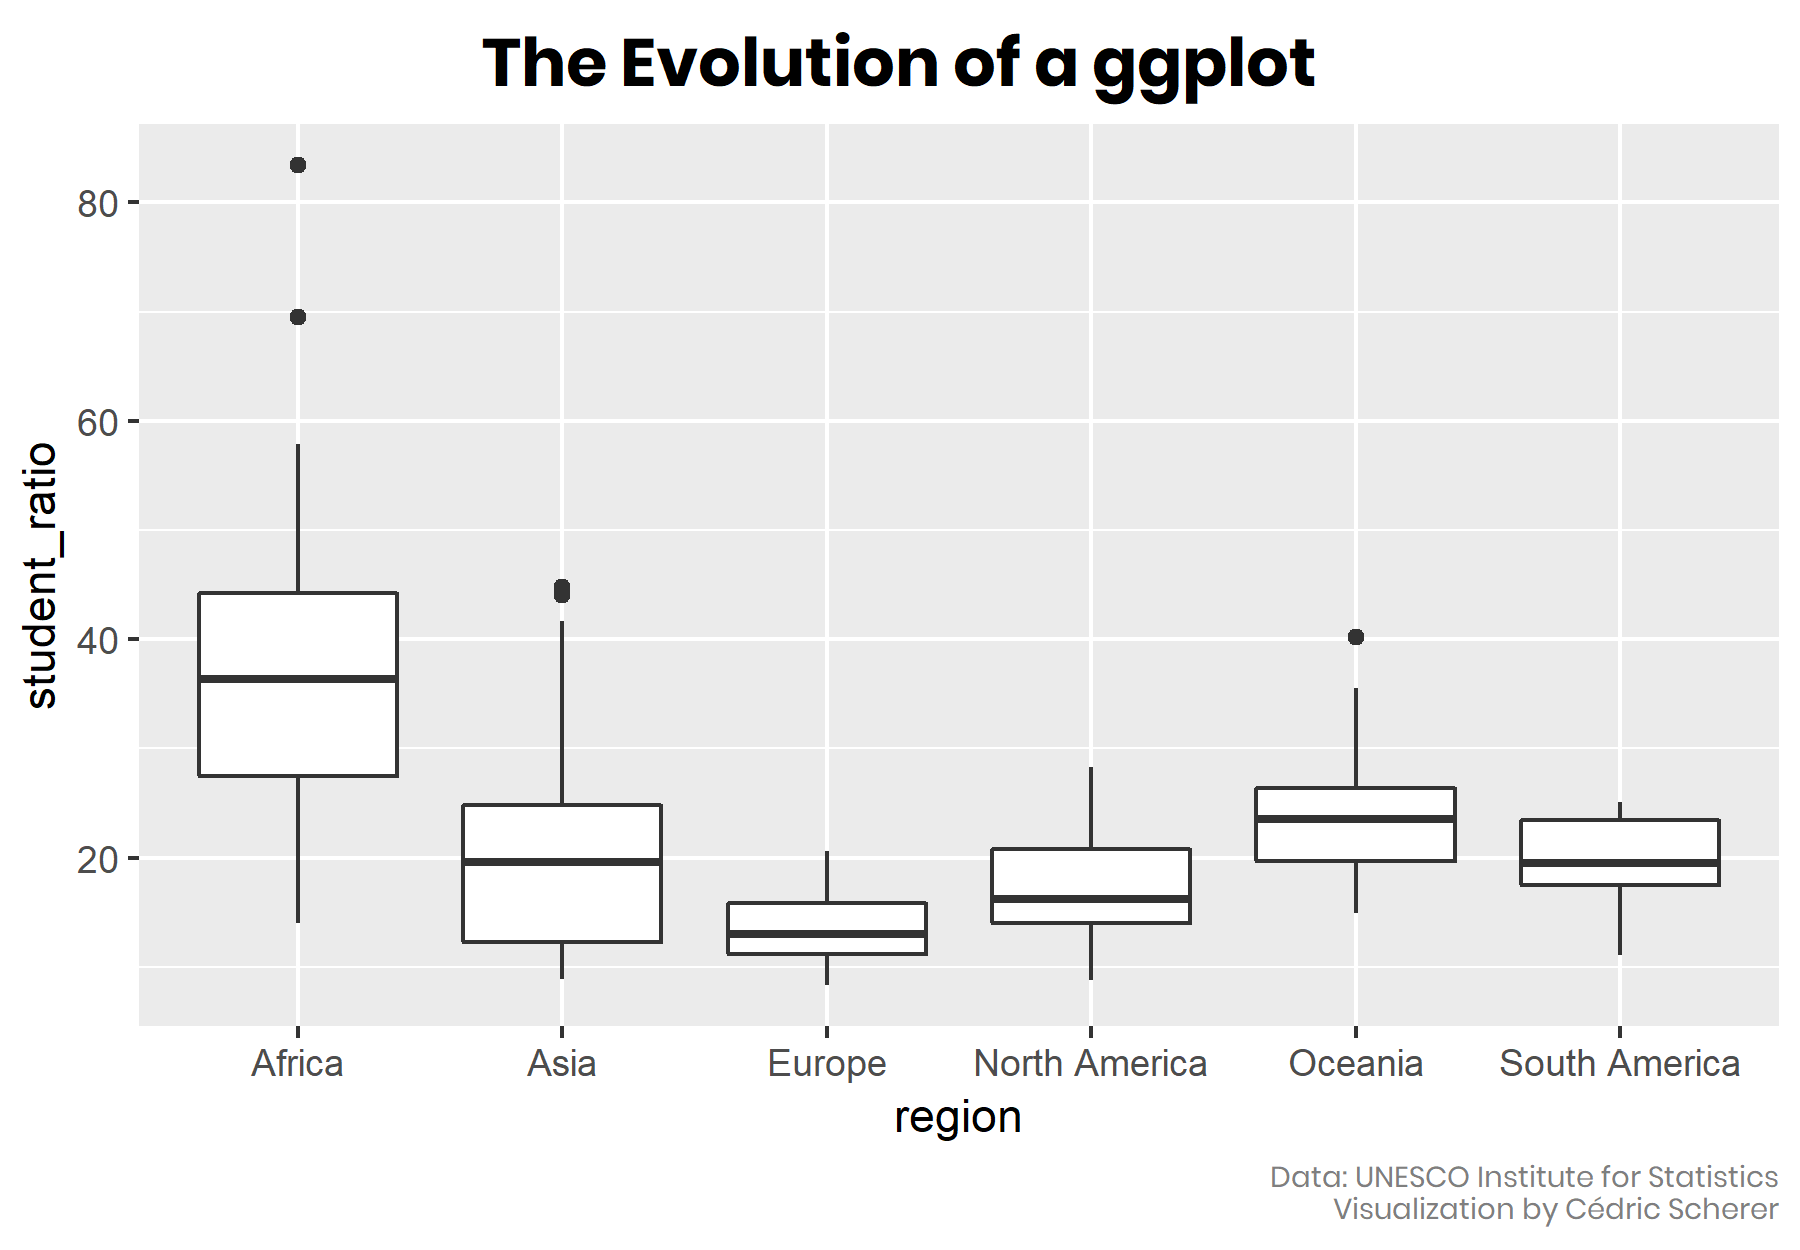 The Evolution of a ggplot
80
60
40
20
student_ratio
Africa Asia Europe North America Oceania South America
region
Data: UNESCO Institute for Statistics
Visualization by Cédric Scherer